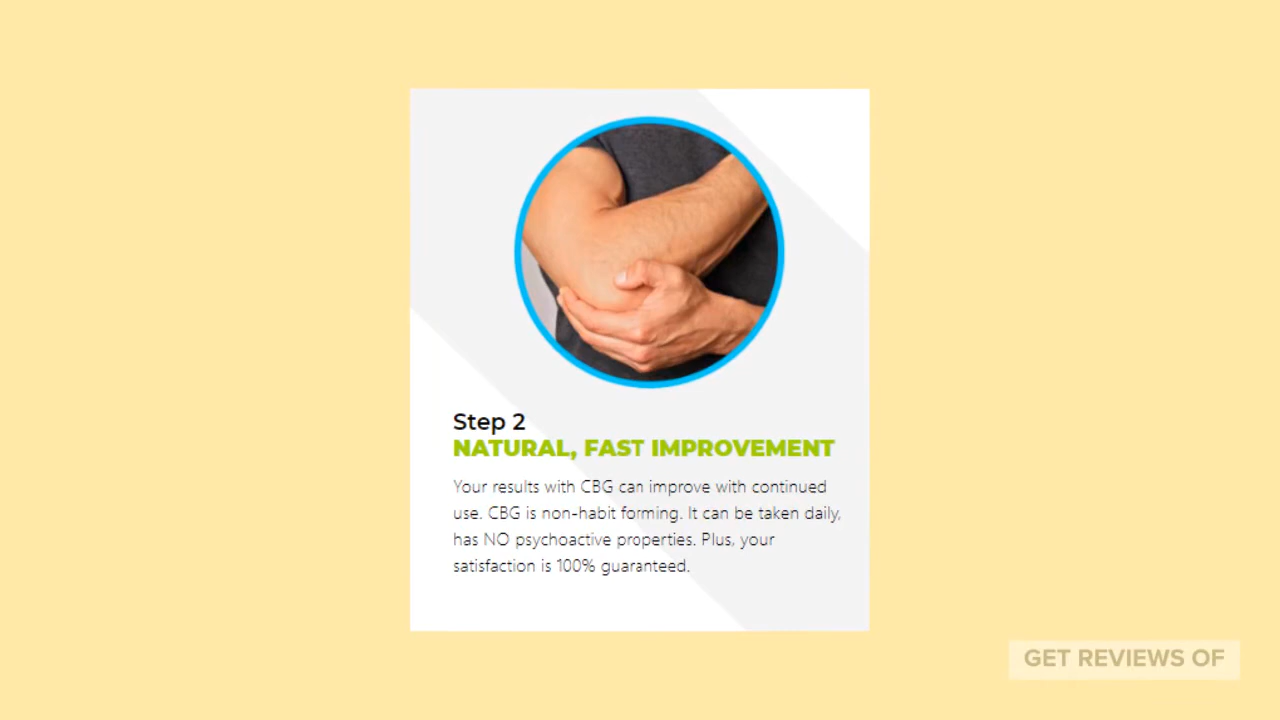 Step 2
NATURAL, FAST IMPROVEMENT
Your results with CBG can improve with continued
use. CBG is non-habit forming. It can be taken daily,
has NO psychoactive properties. Plus, your
satisfaction is 100% guaranteed.
GET REVIEWS OF